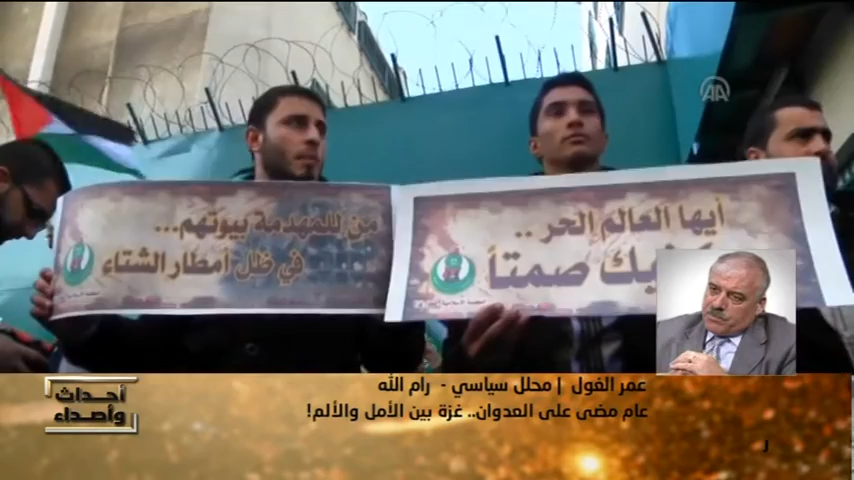 AA
من للمهدمة بيوتهم...
في ظل أمطار الشتاء
أيها العالم الحر ..
صمتاً
عمر الغول | محلل سياسي - رام الله
عام مضى على العدوان.. غزة بين الأمل والألم!
أحداث
وأصداء